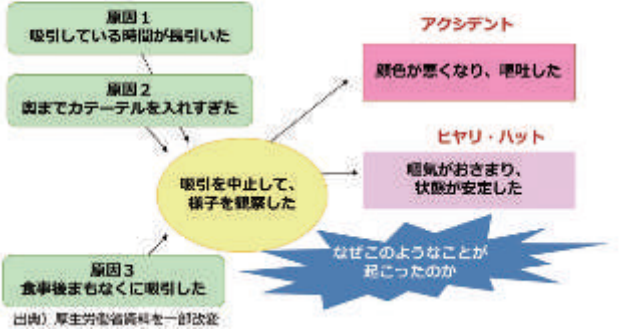 原因１
吸引している時間が長引いた
原因２
奥までカテーテルを入れすぎた
吸引を中止して、
様子を観察した
原因３
食事後まもなくに吸引した
出典）厚生労働省資料を一部改変
アクシデント
顔色が悪くなり、嘔吐した
ヒヤリ・ハット
嘔気がおさまり、
状態が安定した
なぜこのようなことが
起こったのか